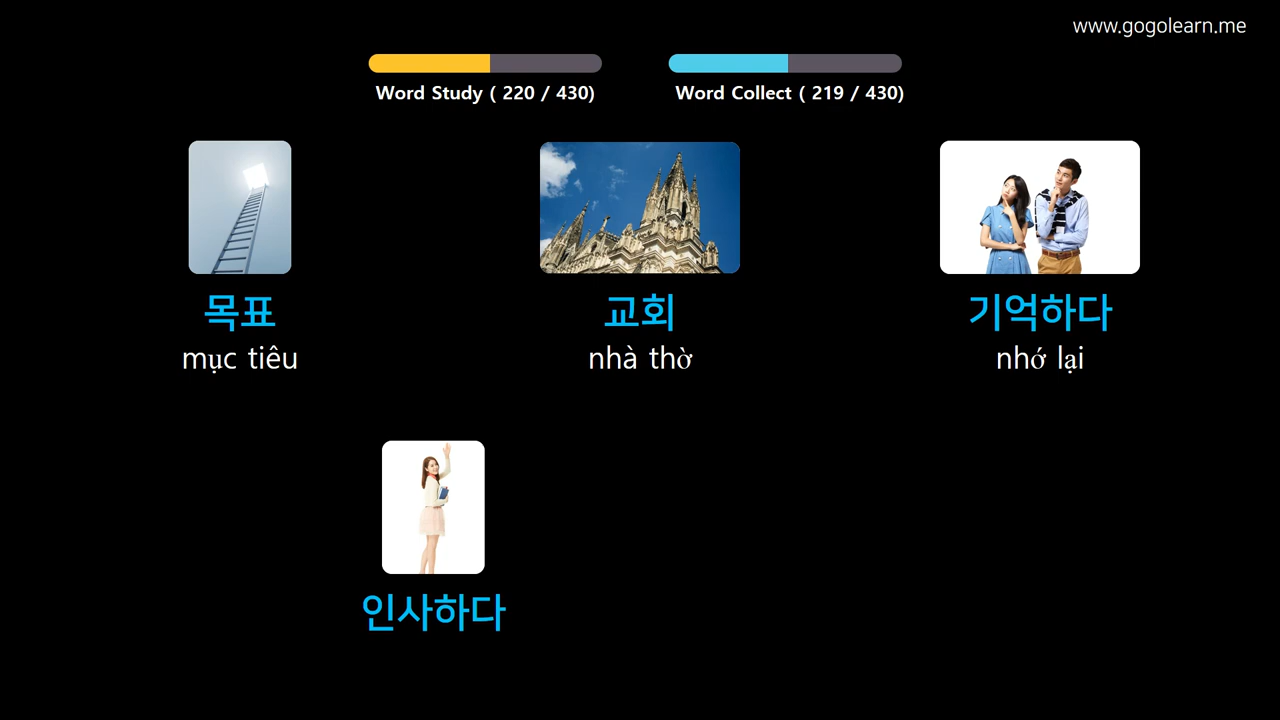 www.gogolearn.me
Word Study ( 220 / 430)
Word Collect ( 219 / 430)
목표
교회
기억하다
mục tiêu
nhà thờ
nhớ lại
인사하다